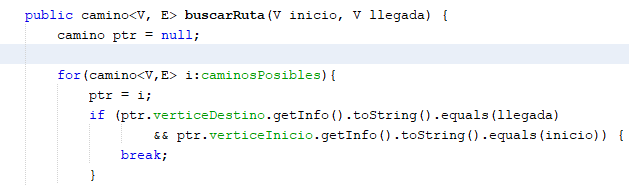 public camino<V, E> buscarRuta(V inicio, V llegada) {
camino ptr = null;
for(camino<V,E> i:caminosPosibles){
ptr = i;
if (ptr.verticeDestino.getInfo().toString().equals(llegada)
&& ptr.verticeInicio.getInfo().toString().equals(inicio)) {
break;
}